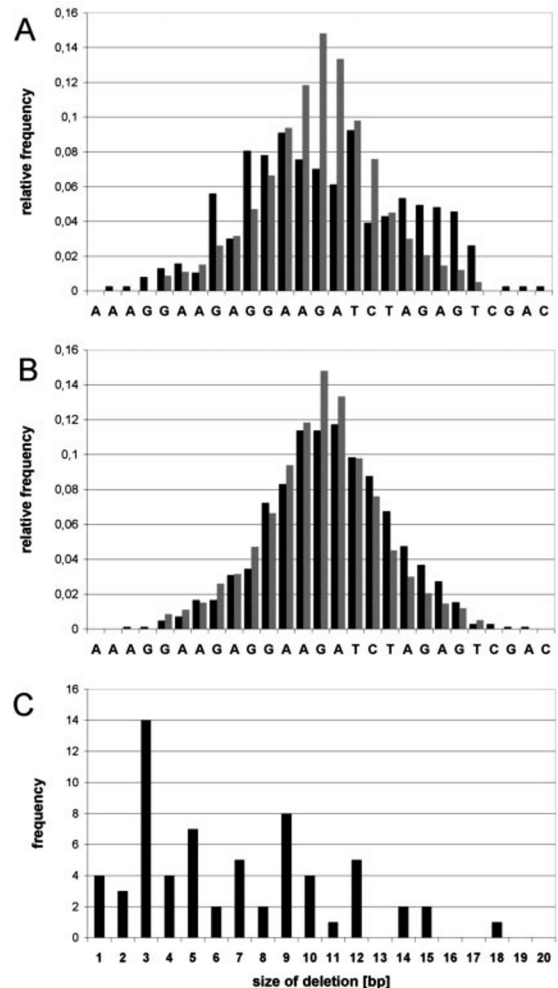 A
relative frequency
0,16
0,14
0,12
0,1
0,08
0,06
0,04
0,02
0
A A A G G A A G A G G A A G A T C T A G A G T C G A C
B
relative frequency
0,16
0,14
0,12
0,1
0,08
0,06
0,04
0,02
0
A A A G G A A G A G G A A G A T C T A G A G T C G A C
C
frequency
16
14
12
10
8
6
4
2
0
1 2 3 4 5 6 7 8 9 10 11 12 13 14 15 16 17 18 19 20
size of deletion [bp]